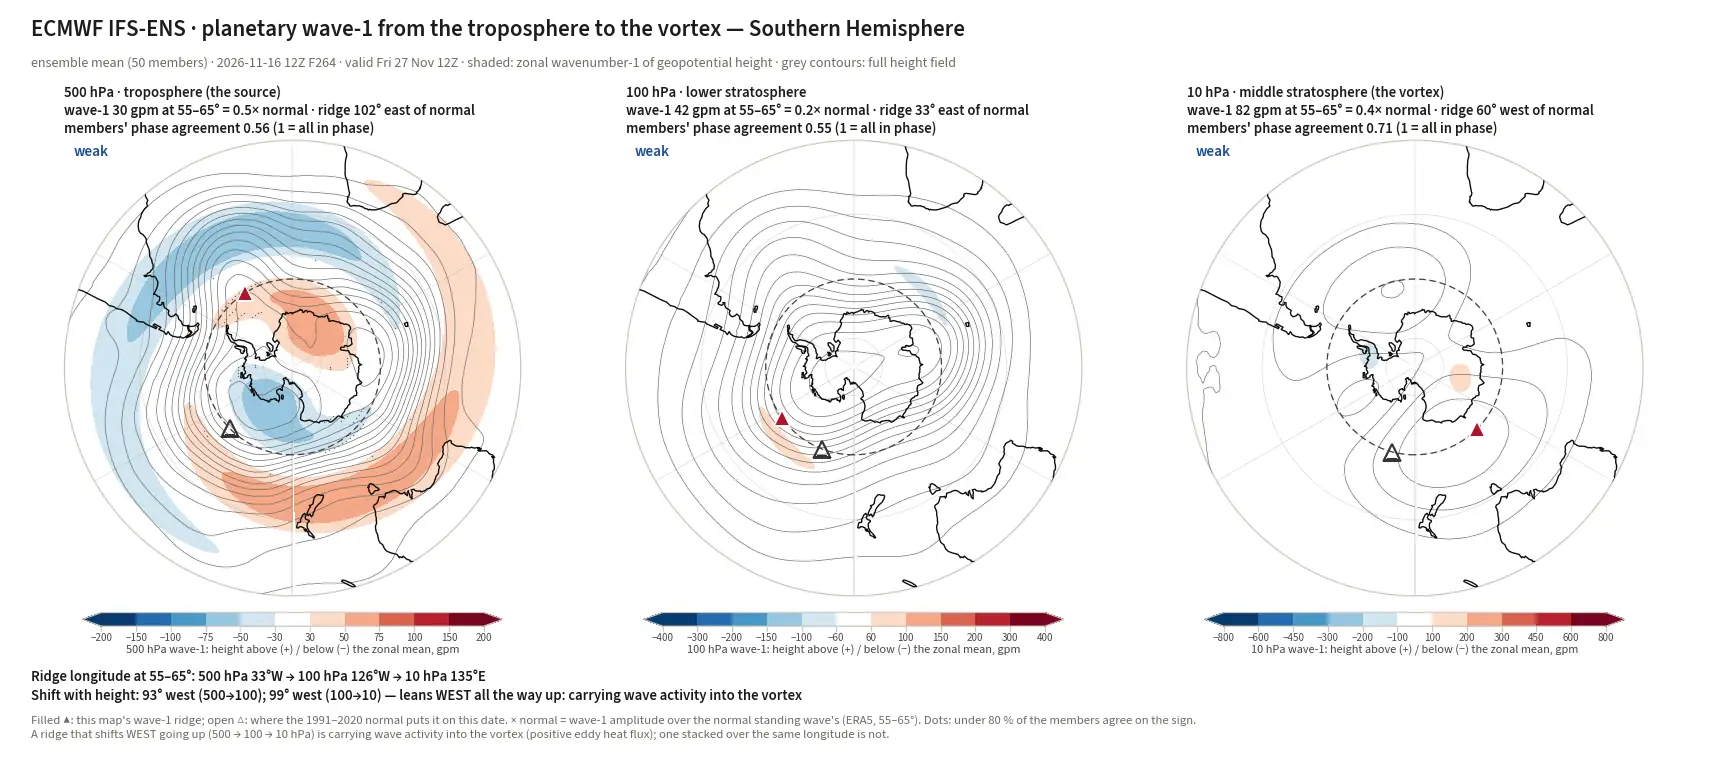 ECMWF IFS-ENS · planetary wave-1 from the troposphere to the vortex — Southern Hemisphere
ensemble mean (50 members) · 2026-11-16 12Z F264 · valid Fri 27 Nov 12Z · shaded: zonal wavenumber-1 of geopotential height · grey contours: full height field
500 hPa · troposphere (the source)
wave-1 30 gpm at 55–65° = 0.5× normal · ridge 102° east of normal
members' phase agreement 0.56 (1 = all in phase)
weak
100 hPa · lower stratosphere
wave-1 42 gpm at 55–65° = 0.2× normal · ridge 33° east of normal
members' phase agreement 0.55 (1 = all in phase)
weak
10 hPa · middle stratosphere (the vortex)
wave-1 82 gpm at 55–65° = 0.4× normal · ridge 60° west of normal
members' phase agreement 0.71 (1 = all in phase)
weak
−200 −150 −100 −75 −50 −30 30 50 75 100 150 200
500 hPa wave-1: height above (+) / below (−) the zonal mean, gpm
−400 −300 −200 −150 −100 −60 60 100 150 200 300 400
100 hPa wave-1: height above (+) / below (−) the zonal mean, gpm
−800 −600 −450 −300 −200 −100 100 200 300 450 600 800
10 hPa wave-1: height above (+) / below (−) the zonal mean, gpm
Ridge longitude at 55–65°: 500 hPa 33°W → 100 hPa 126°W → 10 hPa 135°E
Shift with height: 93° west (500→100); 99° west (100→10) — leans WEST all the way up: carrying wave activity into the vortex
Filled ▲: this map's wave-1 ridge; open △: where the 1991–2020 normal puts it on this date. × normal = wave-1 amplitude over the normal standing wave's (ERA5, 55–65°). Dots: under 80 % of the members agree on the sign.
A ridge that shifts WEST going up (500 → 100 → 10 hPa) is carrying wave activity into the vortex (positive eddy heat flux); one stacked over the same longitude is not.